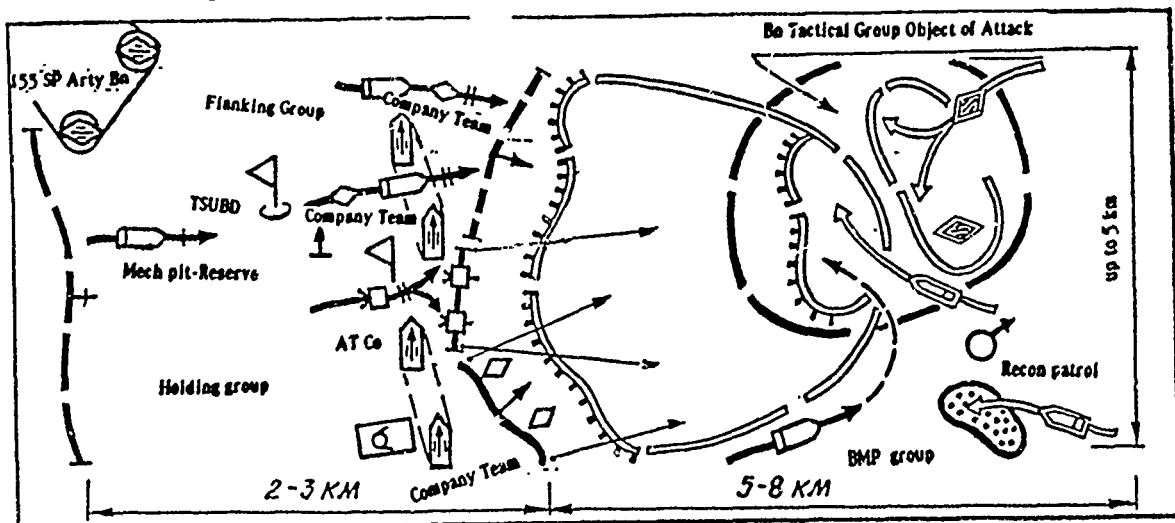 Bn Tactical Group Object of Attack
155 SP Arty Bn
Flanking Group
Company Team
TSUBD
Company Team
Mech plt-Reserve
AT Co
Holding group
Company Team
up to 5 km
Recon patrol
BMP group
2-3 KM
5-8 KM